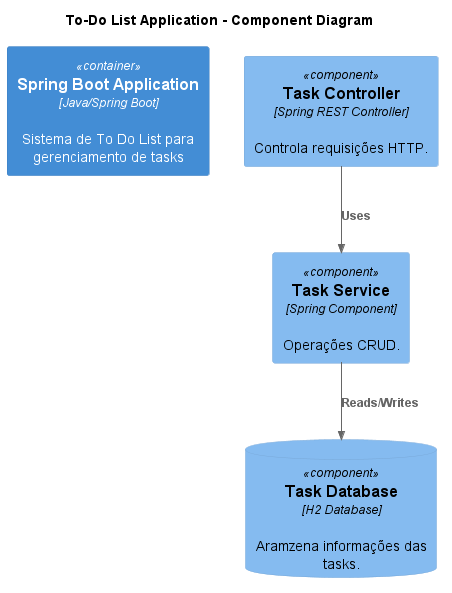 To-Do List Application - Component Diagram
«container»
Spring Boot Application
[Java/Spring Boot]
Sistema de To Do List para
gerenciamento de tasks
«component»
Task Controller
[Spring REST Controller]
Controla requisições HTTP.
Uses
«component»
Task Service
[Spring Component]
Operações CRUD.
Reads/Writes
«component»
Task Database
[H2 Database]
Aramzena informações das
tasks.